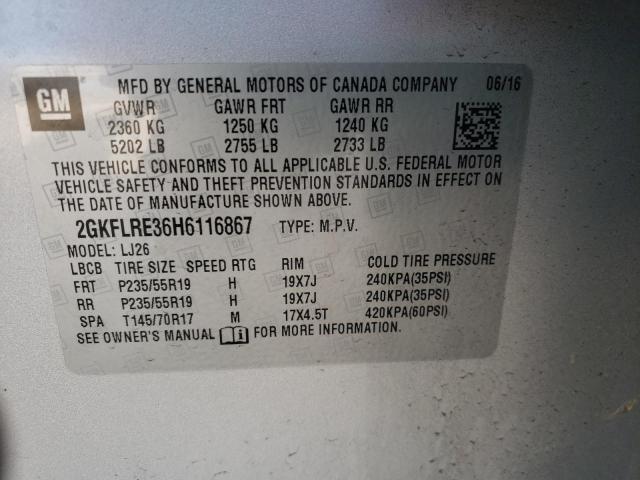 GM MFD BY GENERAL MOTORS OF CANADA COMPANY 06/16
GVWR GAWR FRT GAWR RR
2360 KG 1250 KG 1240 KG
5202 LB 2755 LB 2733 LB
THIS VEHICLE CONFORMS TO ALL APPLICABLE U.S. FEDERAL MOTOR
VEHICLE SAFETY AND THEFT PREVENTION STANDARDS IN EFFECT ON
THE DATE OF MANUFACTURE SHOWN ABOVE.
2GKFLRE36H6116867 TYPE: M.P.V.
MODEL: LJ26
LBCB TIRE SIZE SPEED RTG RIM COLD TIRE PRESSURE
FRT P235/55R19 H 19X7J 240KPA(35PSI)
RR P235/55R19 H 19X7J 240KPA(35PSI)
SPA T145/70R17 M 17X4.5T 420KPA(60PSI)
SEE OWNER'S MANUAL FOR MORE INFORMATION.